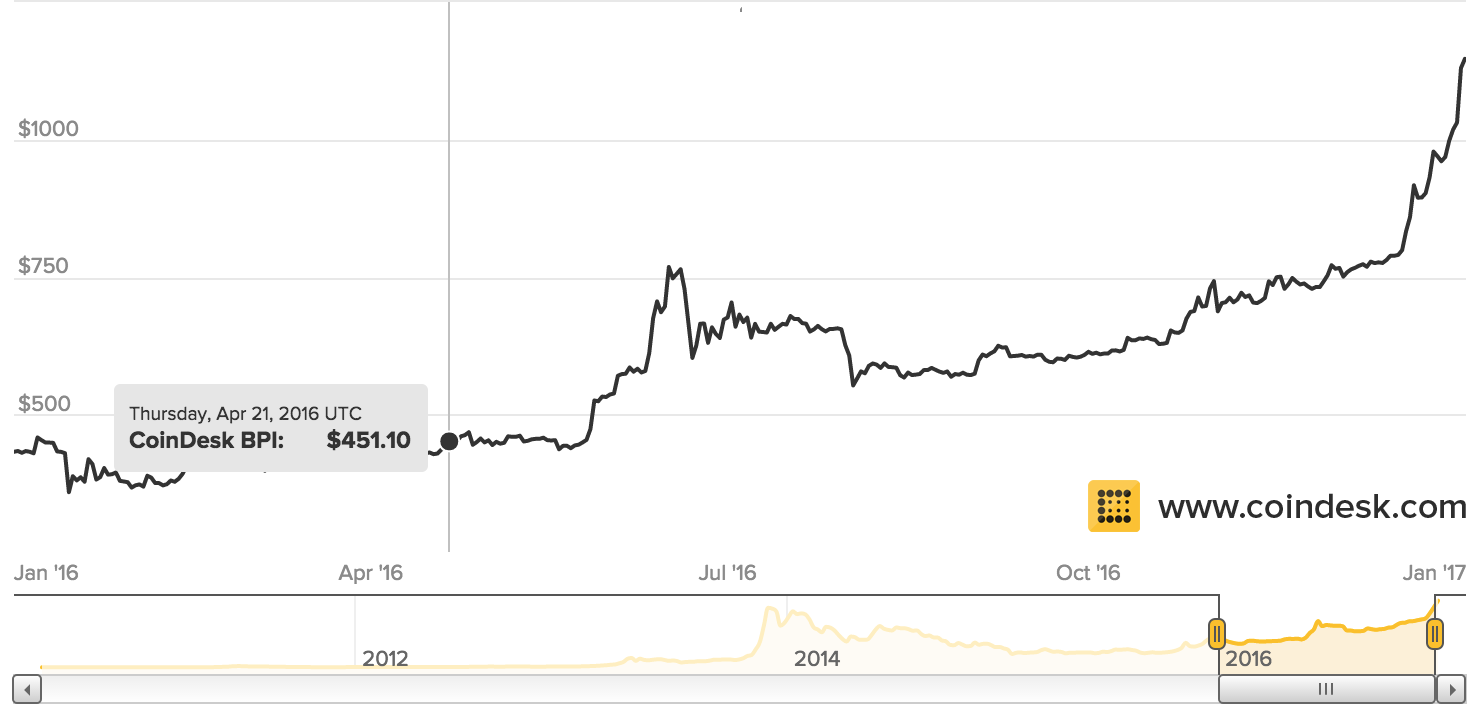 $1000
$750
$500
Thursday, Apr 21, 2016 UTC
CoinDesk BPI: $451.10
www.coindesk.com
Jan '16 Apr '16 Jul '16 Oct '16 Jan '17
2012 2014 2016